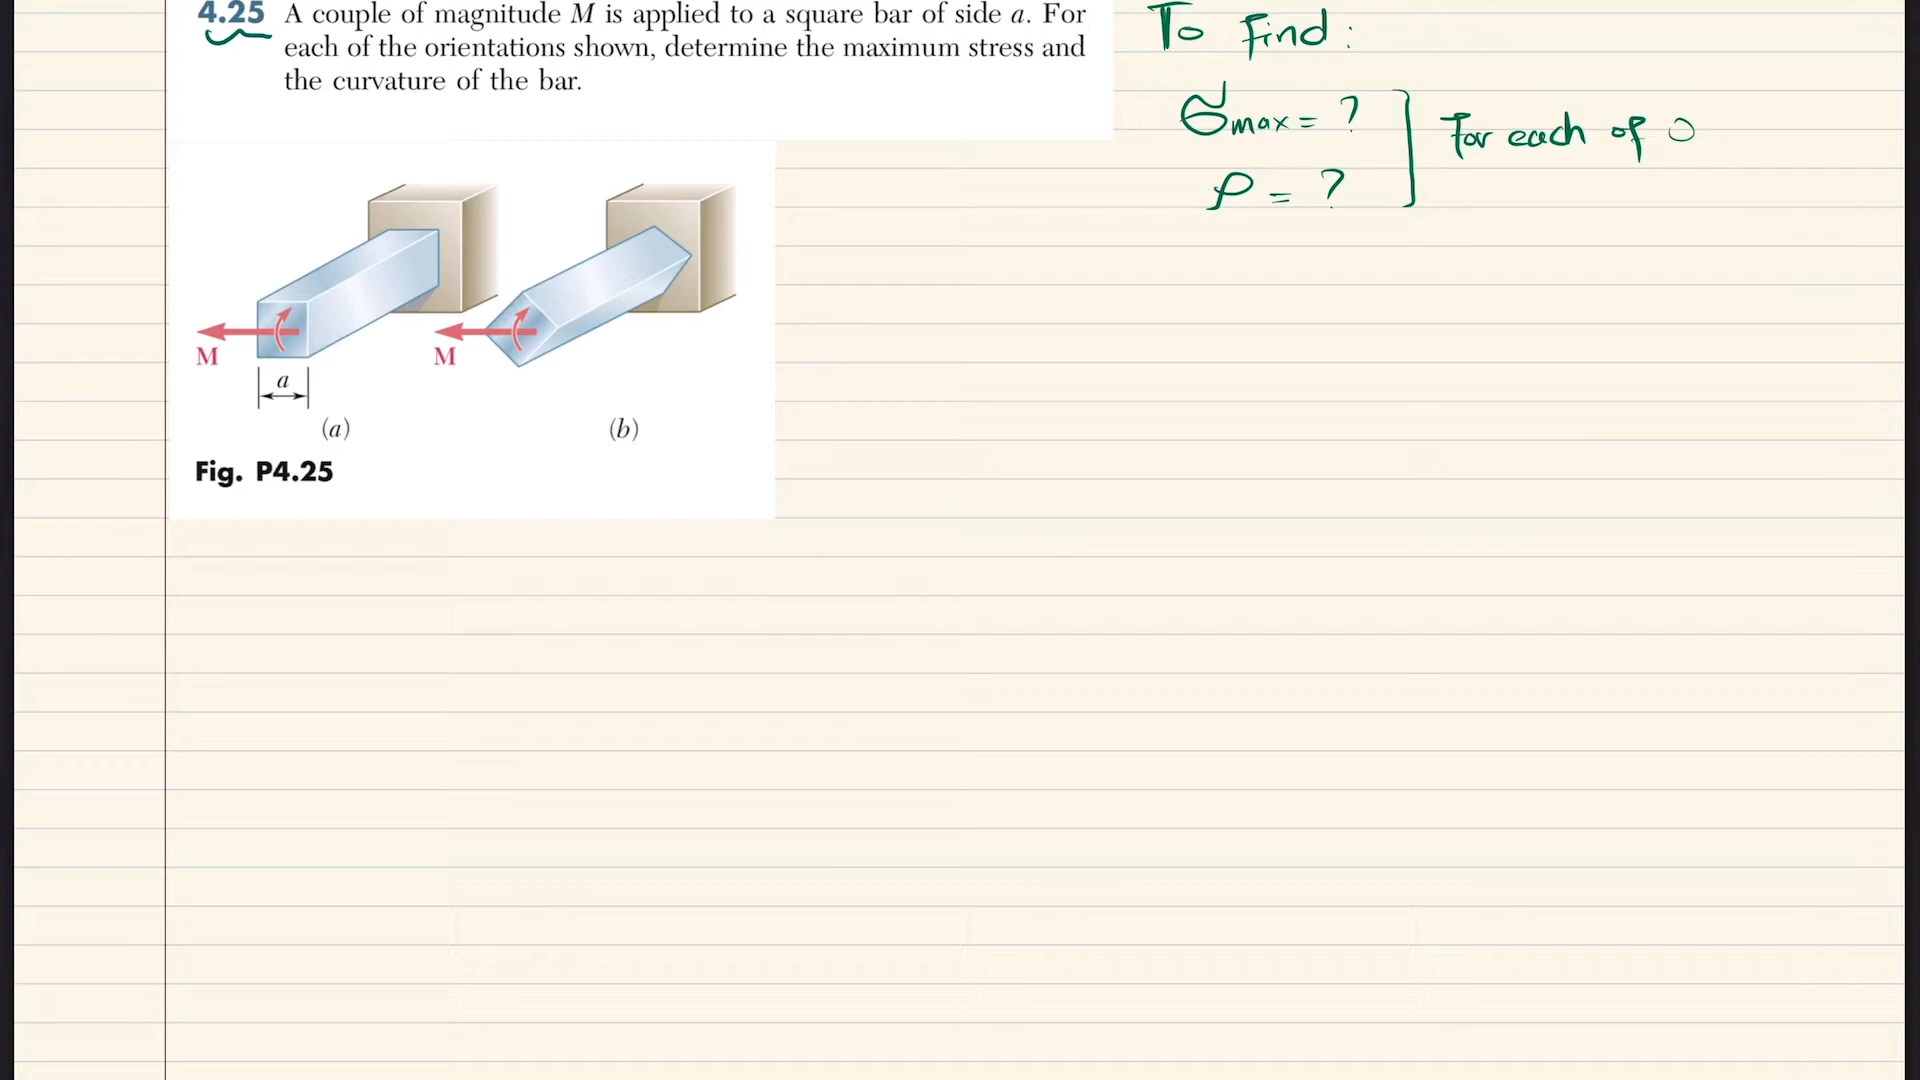 4.25 A couple of magnitude M is applied to a square bar of side a. For
each of the orientations shown, determine the maximum stress and
the curvature of the bar.
To find:
σmax = ?
ρ = ?
for each of o
M
a
(a)
M
(b)
Fig. P4.25